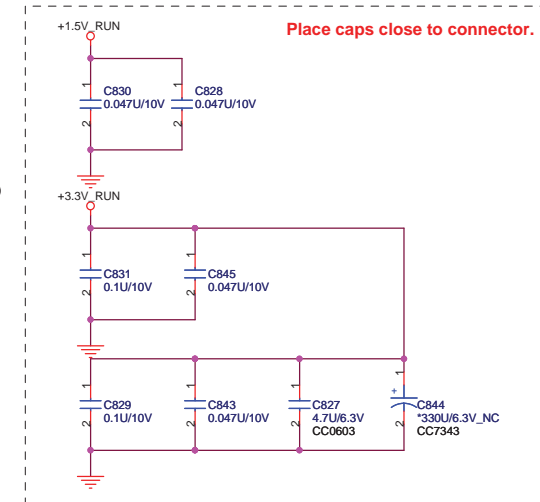 +1.5V_RUN
Place caps close to connector.
1
1
C830
0.047U/10V
C828
0.047U/10V
2
2
+3.3V_RUN
1
1
C831
0.1U/10V
C845
0.047U/10V
2
2
1
1
1
1
+
C829
0.1U/10V
C843
0.047U/10V
C827
4.7U/6.3V
CC0603
C844
*330U/6.3V_NC
CC7343
2
2
2
2